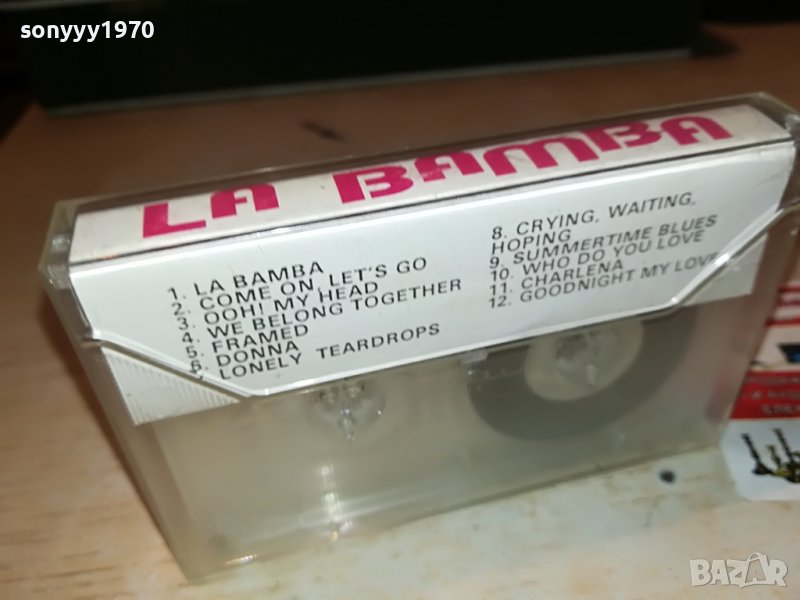 sonyyy1970
LA BAMBA
1. LA BAMBA
2. COME ON, LET'S GO
3. OOH! MY HEAD
4. WE BELONG TOGETHER
5. FRAMED
6. DONNA
LONELY TEARDROPS
8. CRYING, WAITING,
HOPING
9. SUMMERTIME BLUES
10. WHO DO YOU LOVE
11. CHARLENA
12. GOODNIGHT MY LOVE
BAZAR